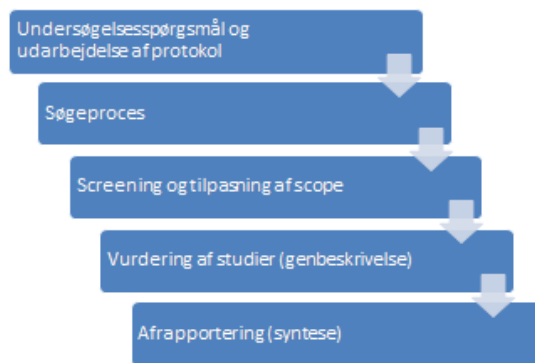 Undersøgelsesspørgsmål og
udarbejdelse af protokol
Søgeproces
Screening og tilpasning af scope
Vurdering af studier (genbeskrivelse)
Afrapportering (syntese)